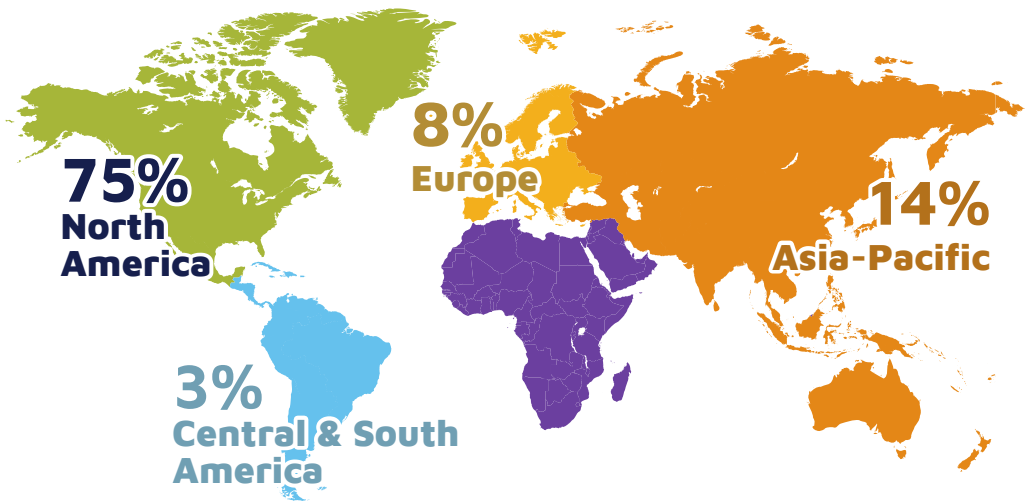 75%
North
America
8%
Europe
14%
Asia-Pacific
3%
Central & South
America